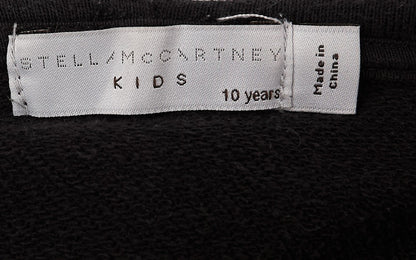 STELLA McCARTNEY
KIDS
10 years
Made in
China